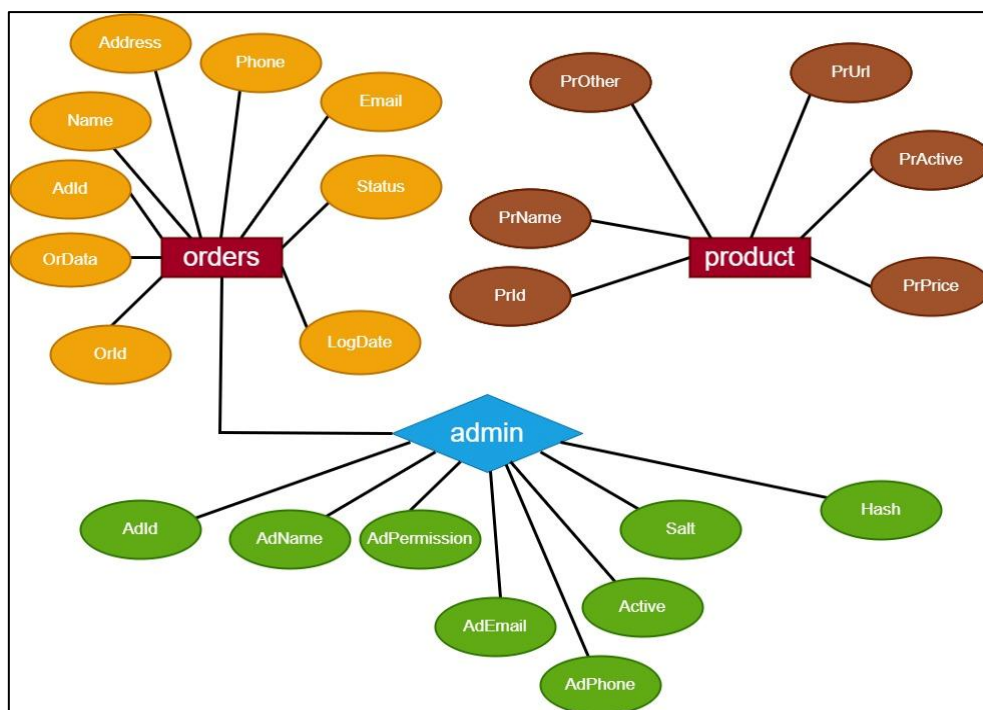 Address
Phone
Email
Name
AdId
Status
OrData
orders
OrId
LogDate
PrOther
PrUrl
PrActive
PrName
product
PrId
PrPrice
admin
AdId
AdName
AdPermission
Salt
Hash
AdEmail
Active
AdPhone